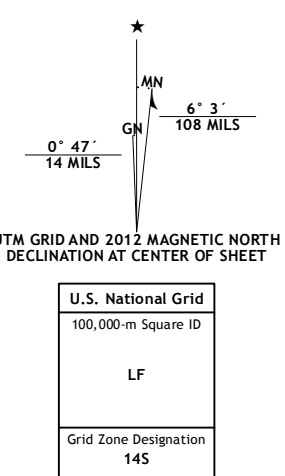 ★
MN
6° 3´
108 MILS
GN
0° 47´
14 MILS
UTM GRID AND 2012 MAGNETIC NORTH
DECLINATION AT CENTER OF SHEET
U.S. National Grid
100,000-m Square ID
LF
Grid Zone Designation
14S